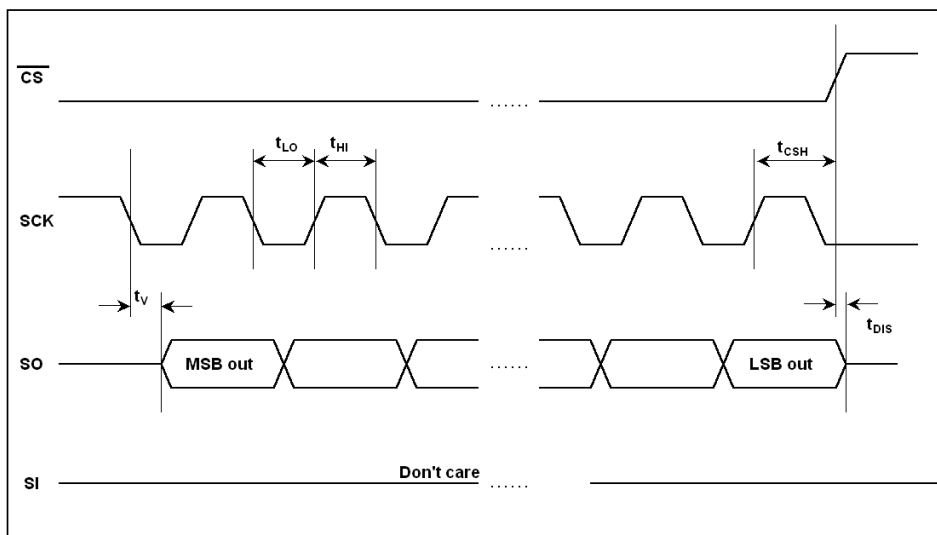 CS
......
tLO
tHI
tCSH
SCK
......
tV
tDIS
SO
MSB out
......
LSB out
Don't care
SI
......